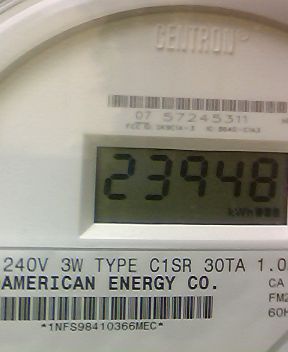 CENTRON
07 57245311
23948
kWh
240V 3W TYPE C1SR 30TA 1.0
AMERICAN ENERGY CO.
CA
FM2
60H
*1NFS98410366MEC*